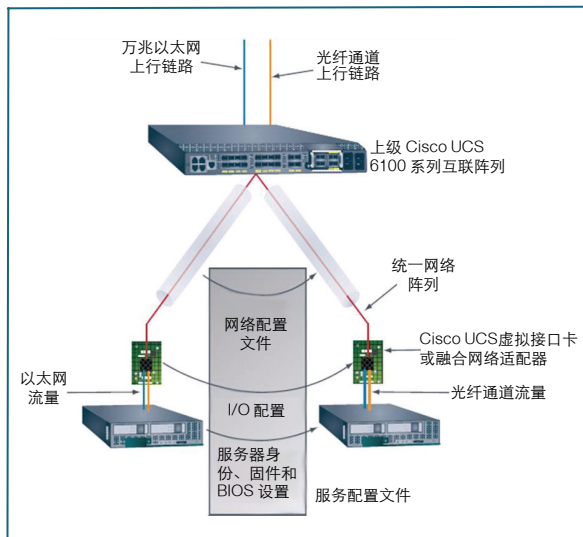 万兆以太网
上行链路
光纤通道
上行链路
上级 Cisco UCS
6100 系列互联阵列
统一网络
阵列
网络配置
文件
Cisco UCS虚拟接口卡
或融合网络适配器
以太网
流量
光纤通道流量
I/O 配置
服务器身
份、固件和
BIOS 设置
服务配置文件